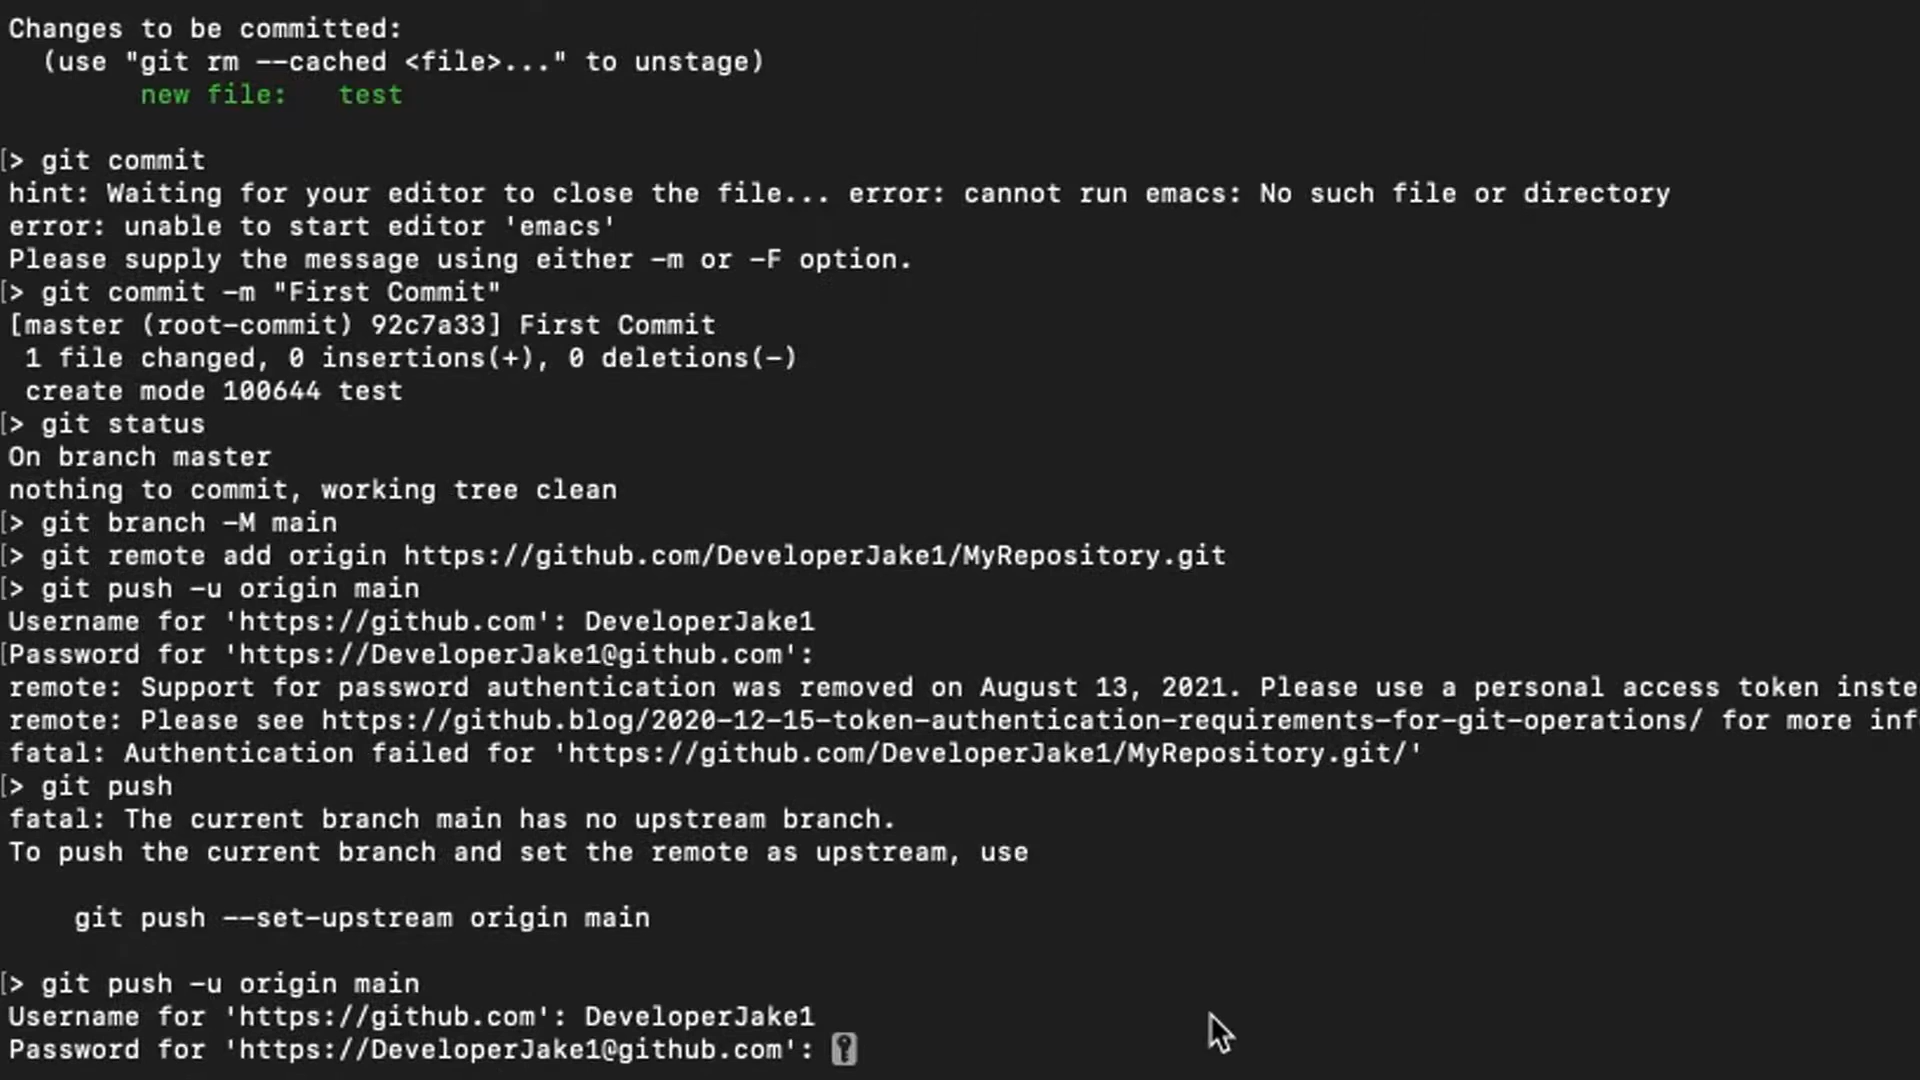 Changes to be committed:
(use "git rm --cached <file>..." to unstage)
new file:   test
[> git commit
hint: Waiting for your editor to close the file... error: cannot run emacs: No such file or directory
error: unable to start editor 'emacs'
Please supply the message using either -m or -F option.
[> git commit -m "First Commit"
[master (root-commit) 92c7a33] First Commit
1 file changed, 0 insertions(+), 0 deletions(-)
create mode 100644 test
[> git status
On branch master
nothing to commit, working tree clean
[> git branch -M main
[> git remote add origin https://github.com/DeveloperJake1/MyRepository.git
[> git push -u origin main
Username for 'https://github.com': DeveloperJake1
[Password for 'https://DeveloperJake1@github.com':
remote: Support for password authentication was removed on August 13, 2021. Please use a personal access token inste
remote: Please see https://github.blog/2020-12-15-token-authentication-requirements-for-git-operations/ for more inf
fatal: Authentication failed for 'https://github.com/DeveloperJake1/MyRepository.git/'
[> git push
fatal: The current branch main has no upstream branch.
To push the current branch and set the remote as upstream, use
git push --set-upstream origin main
[> git push -u origin main
Username for 'https://github.com': DeveloperJake1
Password for 'https://DeveloperJake1@github.com':